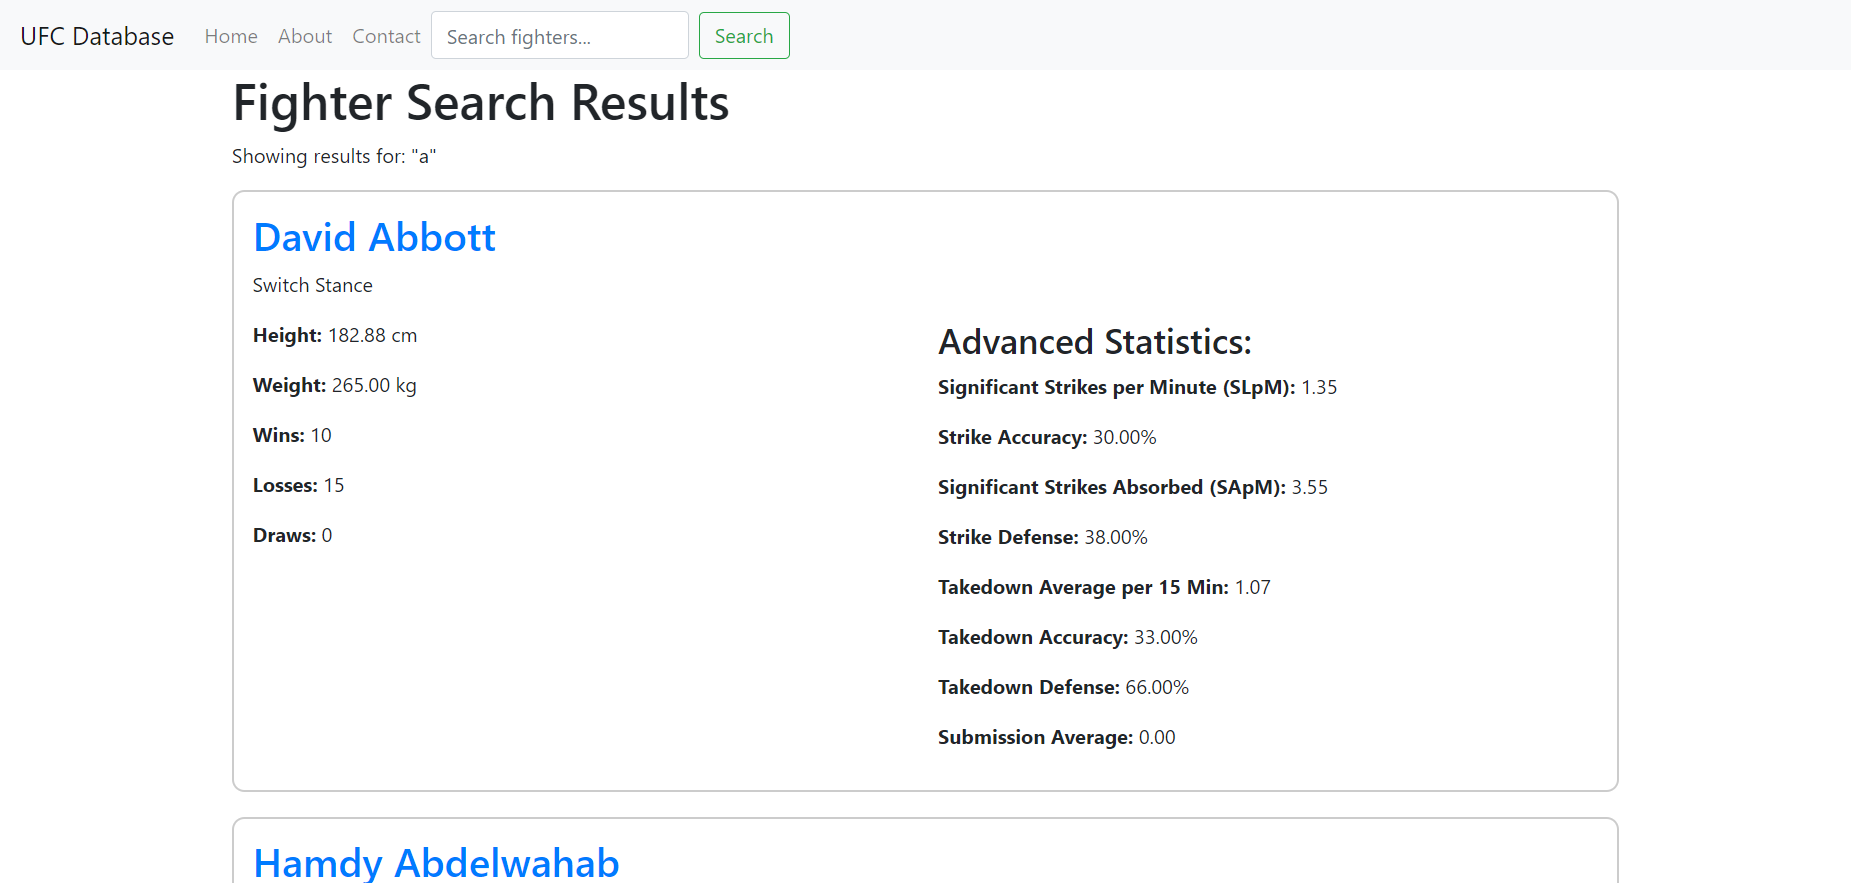 UFC Database Home About Contact Search fighters... Search
Fighter Search Results
Showing results for: "a"
David Abbott
Switch Stance
Height: 182.88 cm
Weight: 265.00 kg
Wins: 10
Losses: 15
Draws: 0
Advanced Statistics:
Significant Strikes per Minute (SLpM): 1.35
Strike Accuracy: 30.00%
Significant Strikes Absorbed (SApM): 3.55
Strike Defense: 38.00%
Takedown Average per 15 Min: 1.07
Takedown Accuracy: 33.00%
Takedown Defense: 66.00%
Submission Average: 0.00
Hamdy Abdelwahab